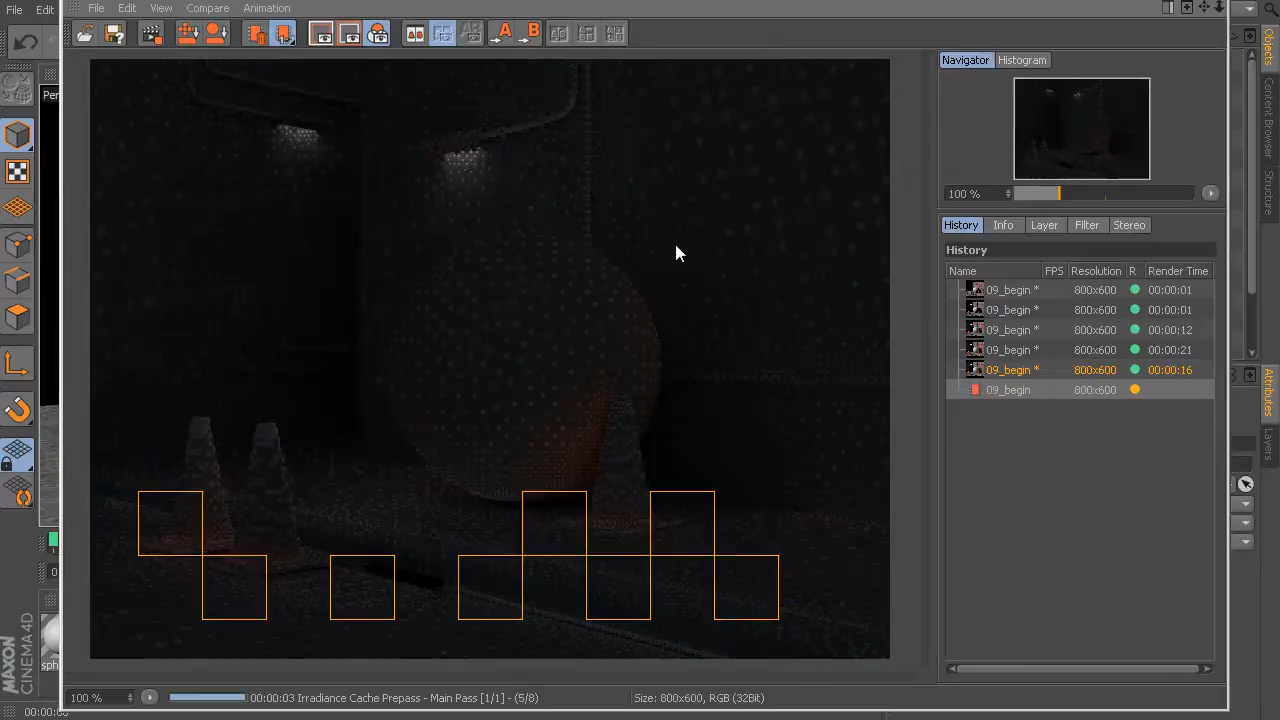 File Edit
File Edit View Compare Animation
Per
Navigator Histogram
100 %
History Info Layer Filter Stereo
History
Name FPS Resolution R Render Time
09_begin * 800x600 00:00:01
09_begin * 800x600 00:00:01
09_begin * 800x600 00:00:12
09_begin * 800x600 00:00:21
09_begin * 800x600 00:00:16
09_begin 800x600
Objects
Content Browser
Structure
Attributes
Layers
0
sph
MAXON
CINEMA 4D
100 % 00:00:03 Irradiance Cache Prepass - Main Pass [1/1] - (5/8) Size: 800x600, RGB (32Bit)